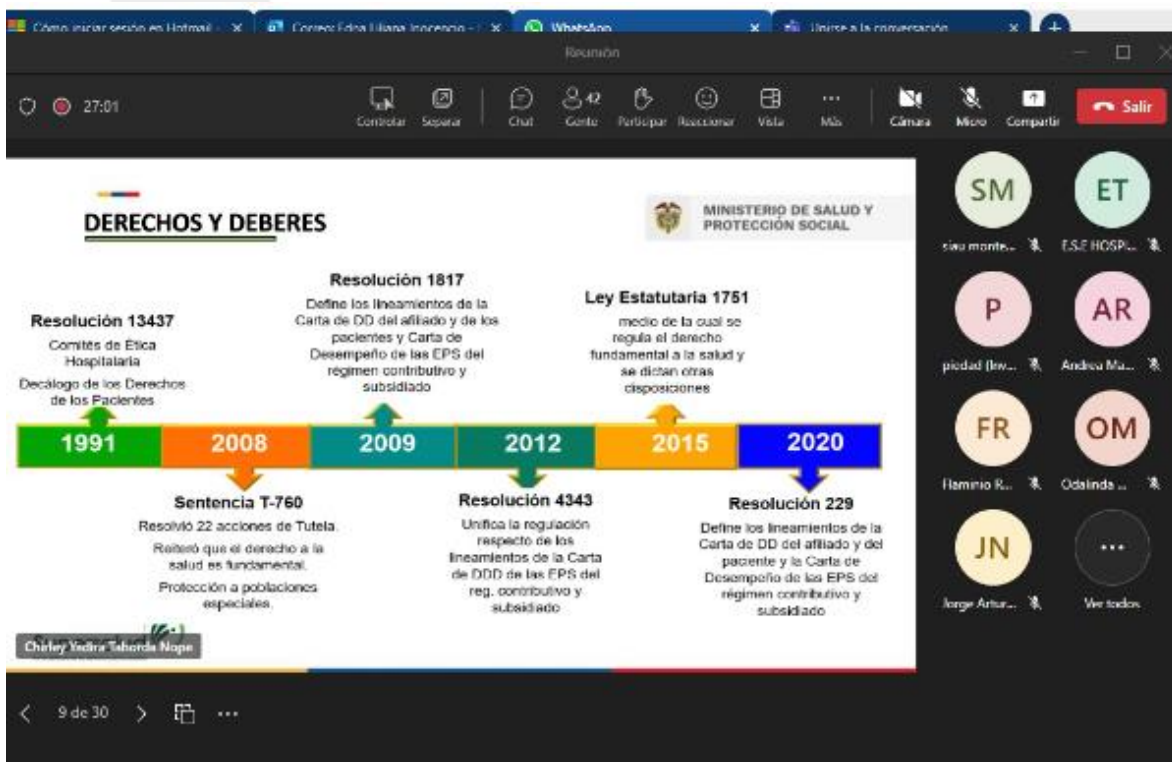 Cómo iniciar sesión en Hotmail -
Correo: Edna Liliana Inocencio -
WhatsApp
Unirse a la conversación
Reunión
27:01
Controlar
Separar
Chat
42
Gente
Participar
Reaccionar
Vista
Más
Cámara
Micro
Compartir
Salir
DERECHOS Y DEBERES
MINISTERIO DE SALUD Y
PROTECCIÓN SOCIAL
Resolución 13437
Comités de Ética
Hospitalaria
Decálogo de los Derechos
de los Pacientes
Resolución 1817
Define los lineamientos de la
Carta de DD del afiliado y de los
pacientes y Carta de
Desempeño de las EPS del
régimen contributivo y
subsidiado
Ley Estatutaria 1751
medio de la cual se
regula el derecho
fundamental a la salud y
se dictan otras
disposiciones
1991
2008
2009
2012
2015
2020
Sentencia T-760
Resolvió 22 acciones de Tutela.
Reiteró que el derecho a la
salud es fundamental.
Protección a poblaciones
especiales.
Resolución 4343
Unifica la regulación
respecto de los
lineamientos de la Carta
de DDD de las EPS del
reg. contributivo y
subsidiado
Resolución 229
Define los lineamientos de la
Carta de DD del afiliado y del
paciente y la Carta de
Desempeño de las EPS del
régimen contributivo y
subsidiado
Chirley Yadira Taborda Nope
9 de 30
SM
siau monte...
ET
E.S.E HOSPI...
P
piedad (Inv...
AR
Andrea Ma...
FR
Flaminio R...
OM
Odalinda ...
JN
Jorge Artur...
Ver todos